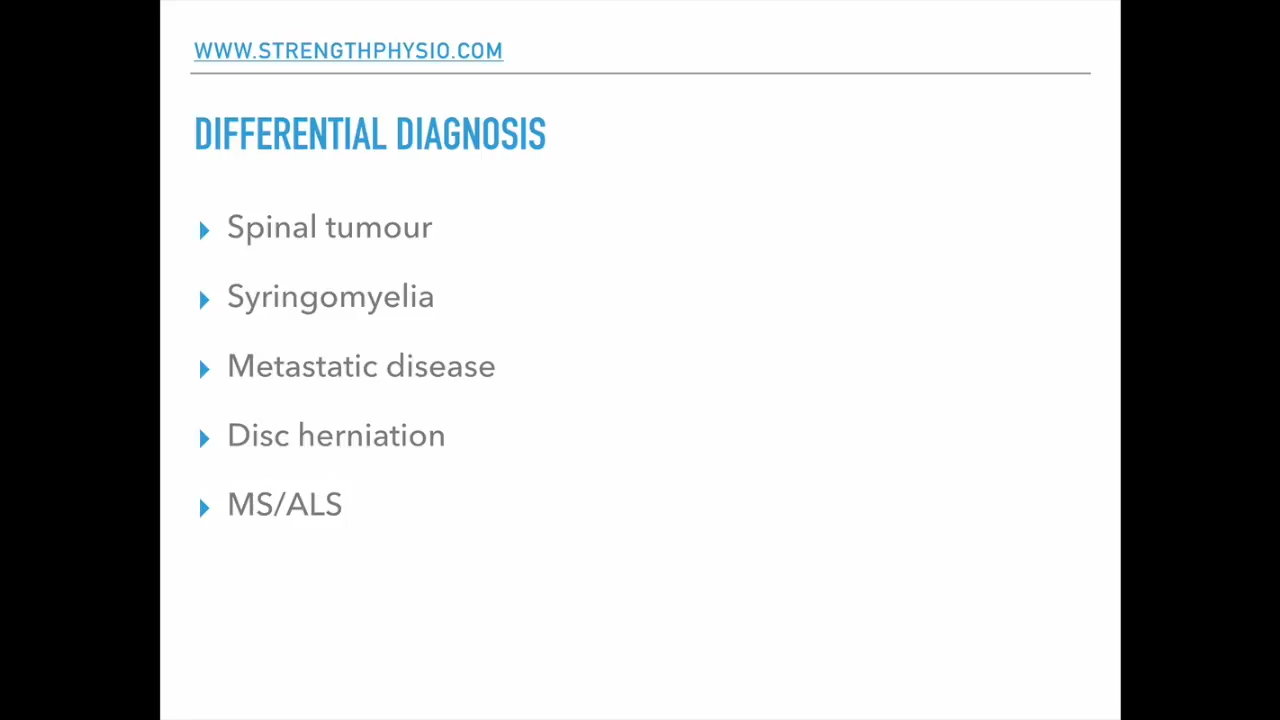 WWW.STRENGTHPHYSIO.COM
DIFFERENTIAL DIAGNOSIS
Spinal tumour
Syringomyelia
Metastatic disease
Disc herniation
MS/ALS